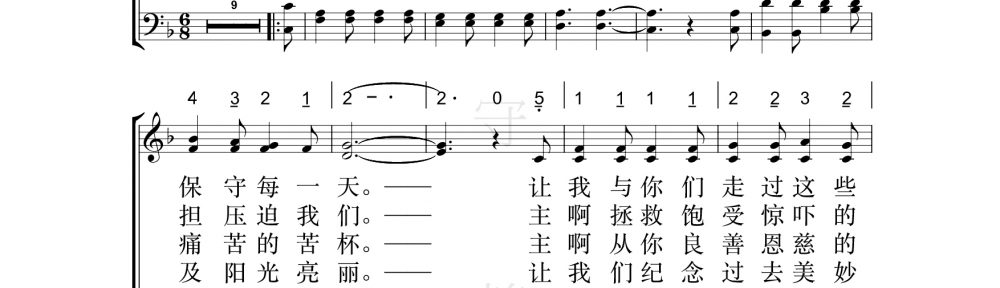 9
6
8
4 3 2 1 | 2 - · | 2 · 0 5 | 1 1 1 1 | 2 2 3 2 |
守
保守每一天。—— 让我与你们走过这些
担压迫我们。—— 主啊拯救饱受惊吓的
痛苦的苦杯。—— 主啊从你良善恩慈的
及阳光亮丽。—— 让我们纪念过去美妙